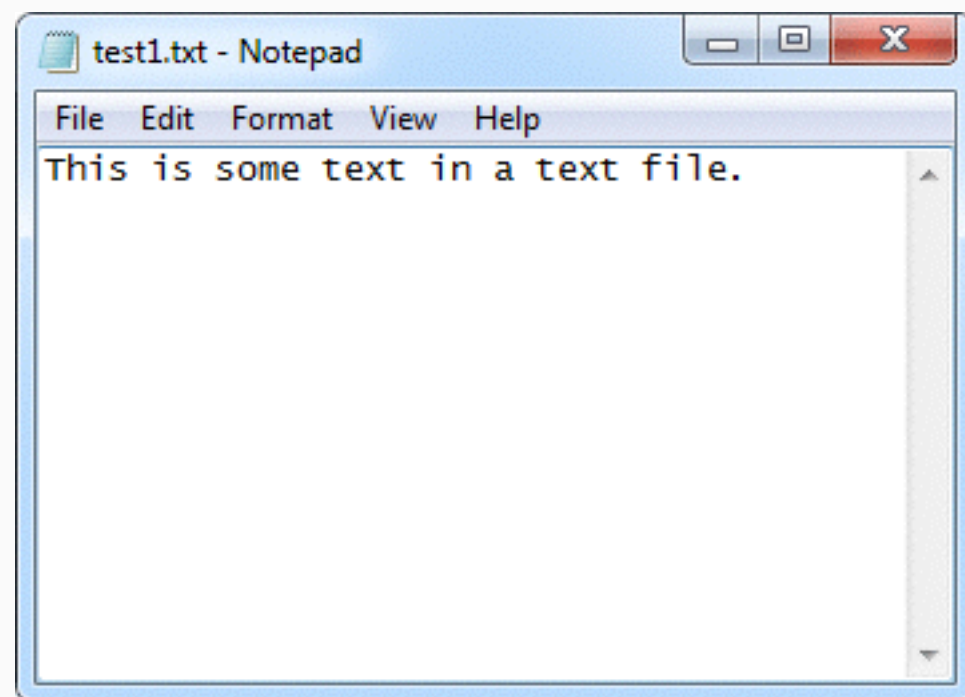 test1.txt - Notepad
File Edit Format View Help
This is some text in a text file.